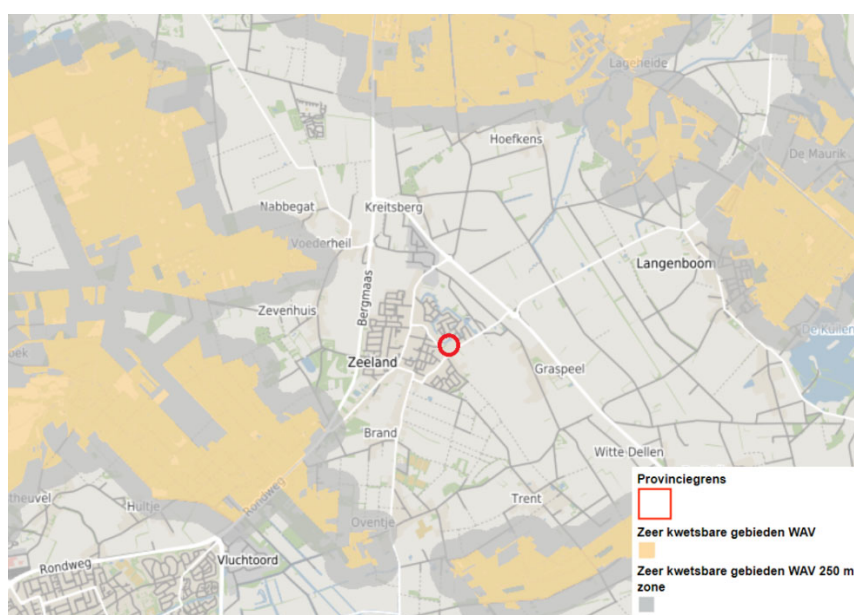 Lageheide
Hoefkens
De Maurik
Nabbegat
Kreitsberg
Voederheil
Langenboom
Bergmaas
Zevenhuis
De Kuilen
Zeeland
Graspeel
Brand
Witte Dellen
Trent
Hultje
Rondweg
Oventje
Vluchtoord
Rondweg
Provinciegrens
Zeer kwetsbare gebieden WAV
Zeer kwetsbare gebieden WAV 250 m
zone